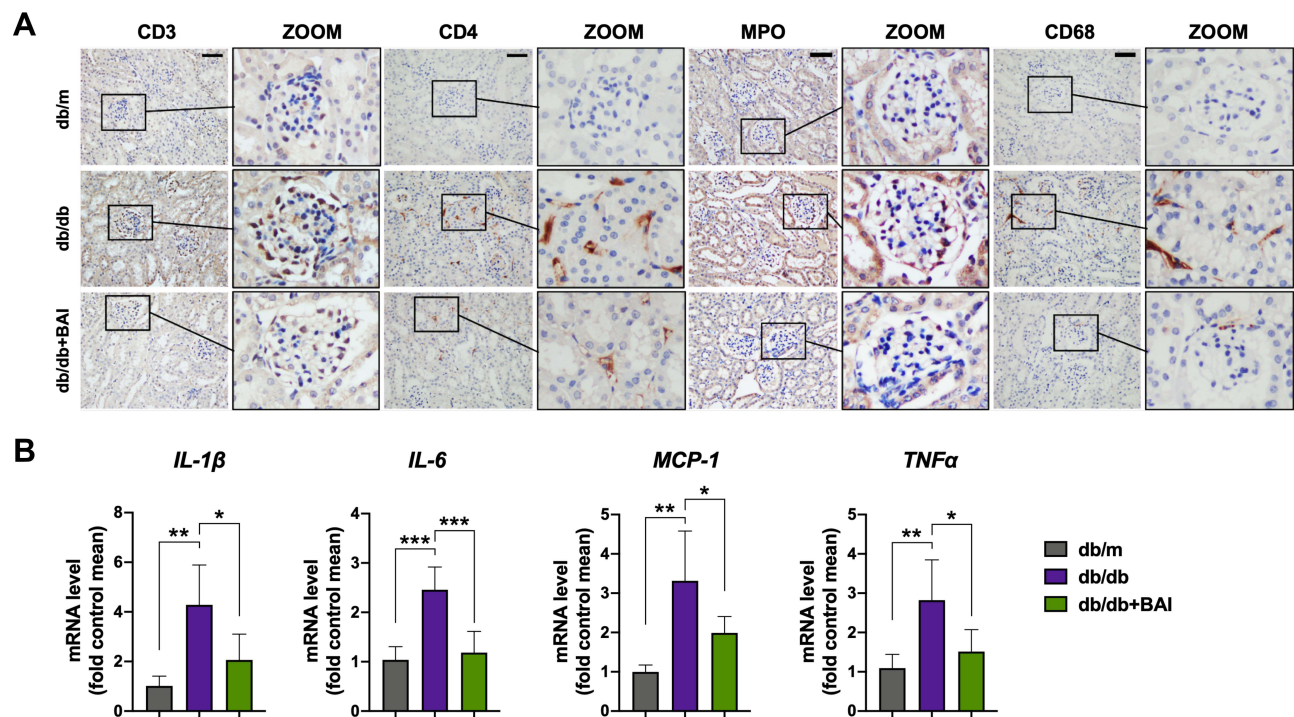 A
CD3 ZOOM CD4 ZOOM MPO ZOOM CD68 ZOOM
db/m
db/db
db/db+BAI
B
IL-1β
mRNA level
(fold control mean)
8
6
4
2
0
**
*
IL-6
mRNA level
(fold control mean)
6
5
4
3
2
1
0
***
***
MCP-1
mRNA level
(fold control mean)
5
4
3
2
1
0
**
*
TNFα
mRNA level
(fold control mean)
5
4
3
2
1
0
**
*
db/m
db/db
db/db+BAI